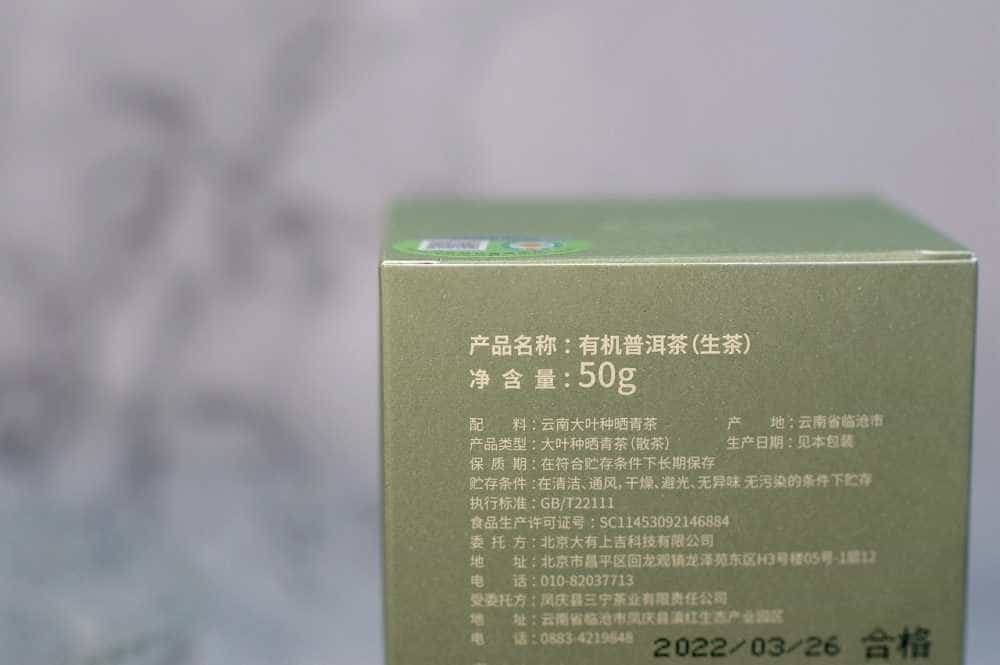 产品名称：有机普洱茶(生茶)
净 含 量：50g
配 料：云南大叶种晒青茶 产 地：云南省临沧市
产品类型：大叶种晒青茶(散茶) 生产日期：见本包装
保 质 期：在符合贮存条件下长期保存
贮存条件：在清洁、通风，干燥、避光、无异味 无污染的条件下贮存
执行标准：GB/T22111
食品生产许可证号：SC11453092146884
委 托 方：北京大有上吉科技有限公司
地 址：北京市昌平区回龙观镇龙泽苑东区H3号楼05号-1层12
电 话：010-82037713
受委托方：凤庆县三宁茶业有限责任公司
地 址：云南省临沧市凤庆县滇红生态产业园区
电 话：0883-4219848
2022/03/26 合格